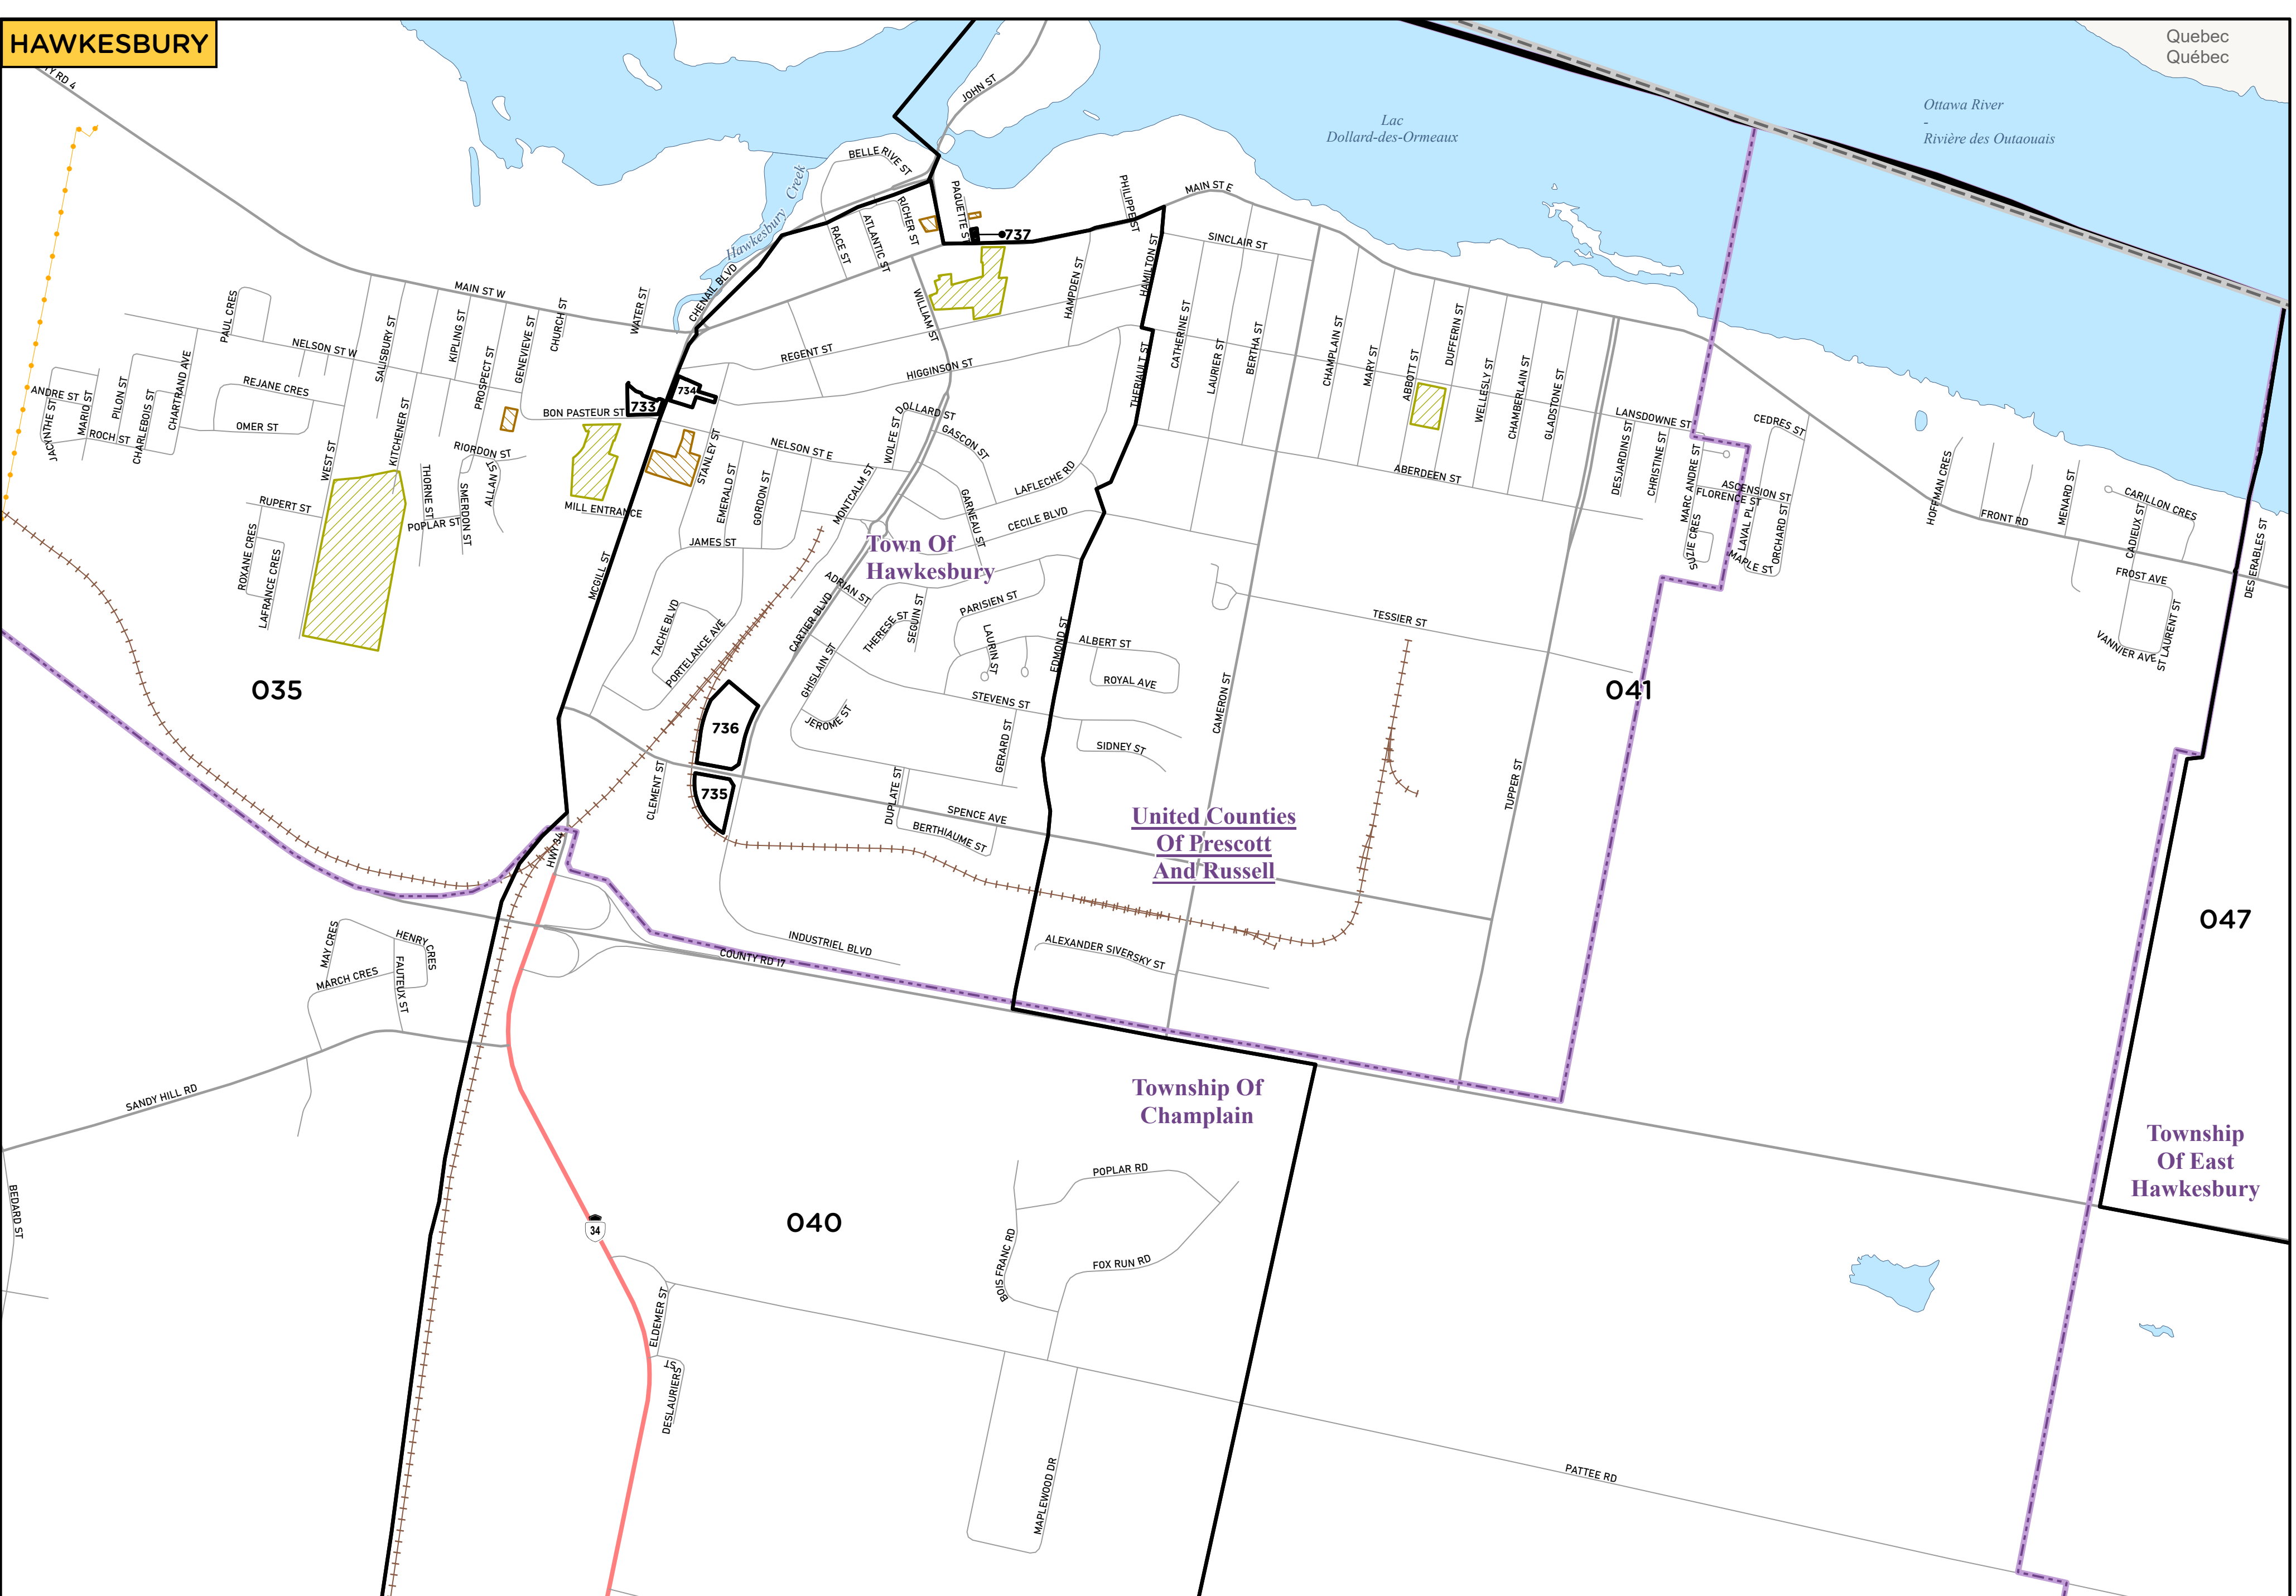 HAWKESBURY
Quebec
Québec
Ottawa River
-
Rivière des Outaouais
Lac
Dollard-des-Ormeaux
TY RD 4
JOHN ST
BELLE RIVE ST
Hawkesbury Creek
PAQUETTE ST
PHILIPPE ST
MAIN ST E
RICHER ST
ATLANTIC ST
RACE ST
737
SINCLAIR ST
HAMILTON ST
HAMPDEN ST
CHENAIL BLVD
WILLIAM ST
MAIN ST W
WATER ST
CHURCH ST
PAUL CRES
NELSON ST W
SALISBURY ST
KIPLING ST
PROSPECT ST
GENEVIEVE ST
REGENT ST
HIGGINSON ST
THERIAULT ST
CATHERINE ST
LAURIER ST
BERTHA ST
CHAMPLAIN ST
MARY ST
ABBOTT ST
DUFFERIN ST
WELLESLY ST
CHAMBERLAIN ST
GLADSTONE ST
LANSDOWNE ST
CEDRES ST
ANDRE ST
JACYNTHE ST
MARIO ST
PILON ST
ROCH ST
CHARLEBOIS ST
CHARTRAND AVE
REJANE CRES
OMER ST
WEST ST
KITCHENER ST
BON PASTEUR ST
733
734
RIORDON ST
ALLAN ST
THORNE ST
SMERDON ST
POPLAR ST
RUPERT ST
ROXANE CRES
LAFRANCE CRES
MILL ENTRANCE
MCGILL ST
STANLEY ST
EMERALD ST
GORDON ST
NELSON ST E
JAMES ST
WOLFE ST
DOLLARD ST
GASCON ST
MONTCALM ST
GARNEAU ST
LAFLECHE RD
CECILE BLVD
ABERDEEN ST
DESJARDINS ST
CHRISTINE ST
MARC ANDRE ST
ASCENSION ST
FLORENCE ST
SUZIE CRES
LAVAL PL
MAPLE ST
ORCHARD ST
HOFFMAN CRES
FRONT RD
MENARD ST
CARILLON CRES
CADIEUX ST
FROST AVE
VANNIER AVE
ST LAURENT ST
DES ERABLES ST
Town Of
Hawkesbury
ADRIAN ST
CARTIER BLVD
TACHE BLVD
PORTELANCE AVE
GHISLAIN ST
THERESE ST
SEGUIN ST
PARISIEN ST
LAURIN ST
EDMOND ST
ALBERT ST
ROYAL AVE
TESSIER ST
CAMERON ST
TUPPER ST
035
041
047
736
735
JEROME ST
STEVENS ST
GERARD ST
SIDNEY ST
CLEMENT ST
DUPLATE ST
SPENCE AVE
BERTHIAUME ST
United Counties
Of Prescott
And Russell
HWY 34
INDUSTRIEL BLVD
COUNTY RD 17
ALEXANDER SIVERSKY ST
MAY CRES
HENRY CRES
MARCH CRES
FAUTEUX ST
SANDY HILL RD
BEDARD ST
Township Of
Champlain
Township
Of East
Hawkesbury
040
34
POPLAR RD
BOIS FRANC RD
FOX RUN RD
ELDEMER ST
DESLAURIERS ST
MAPLEWOOD DR
PATTEE RD